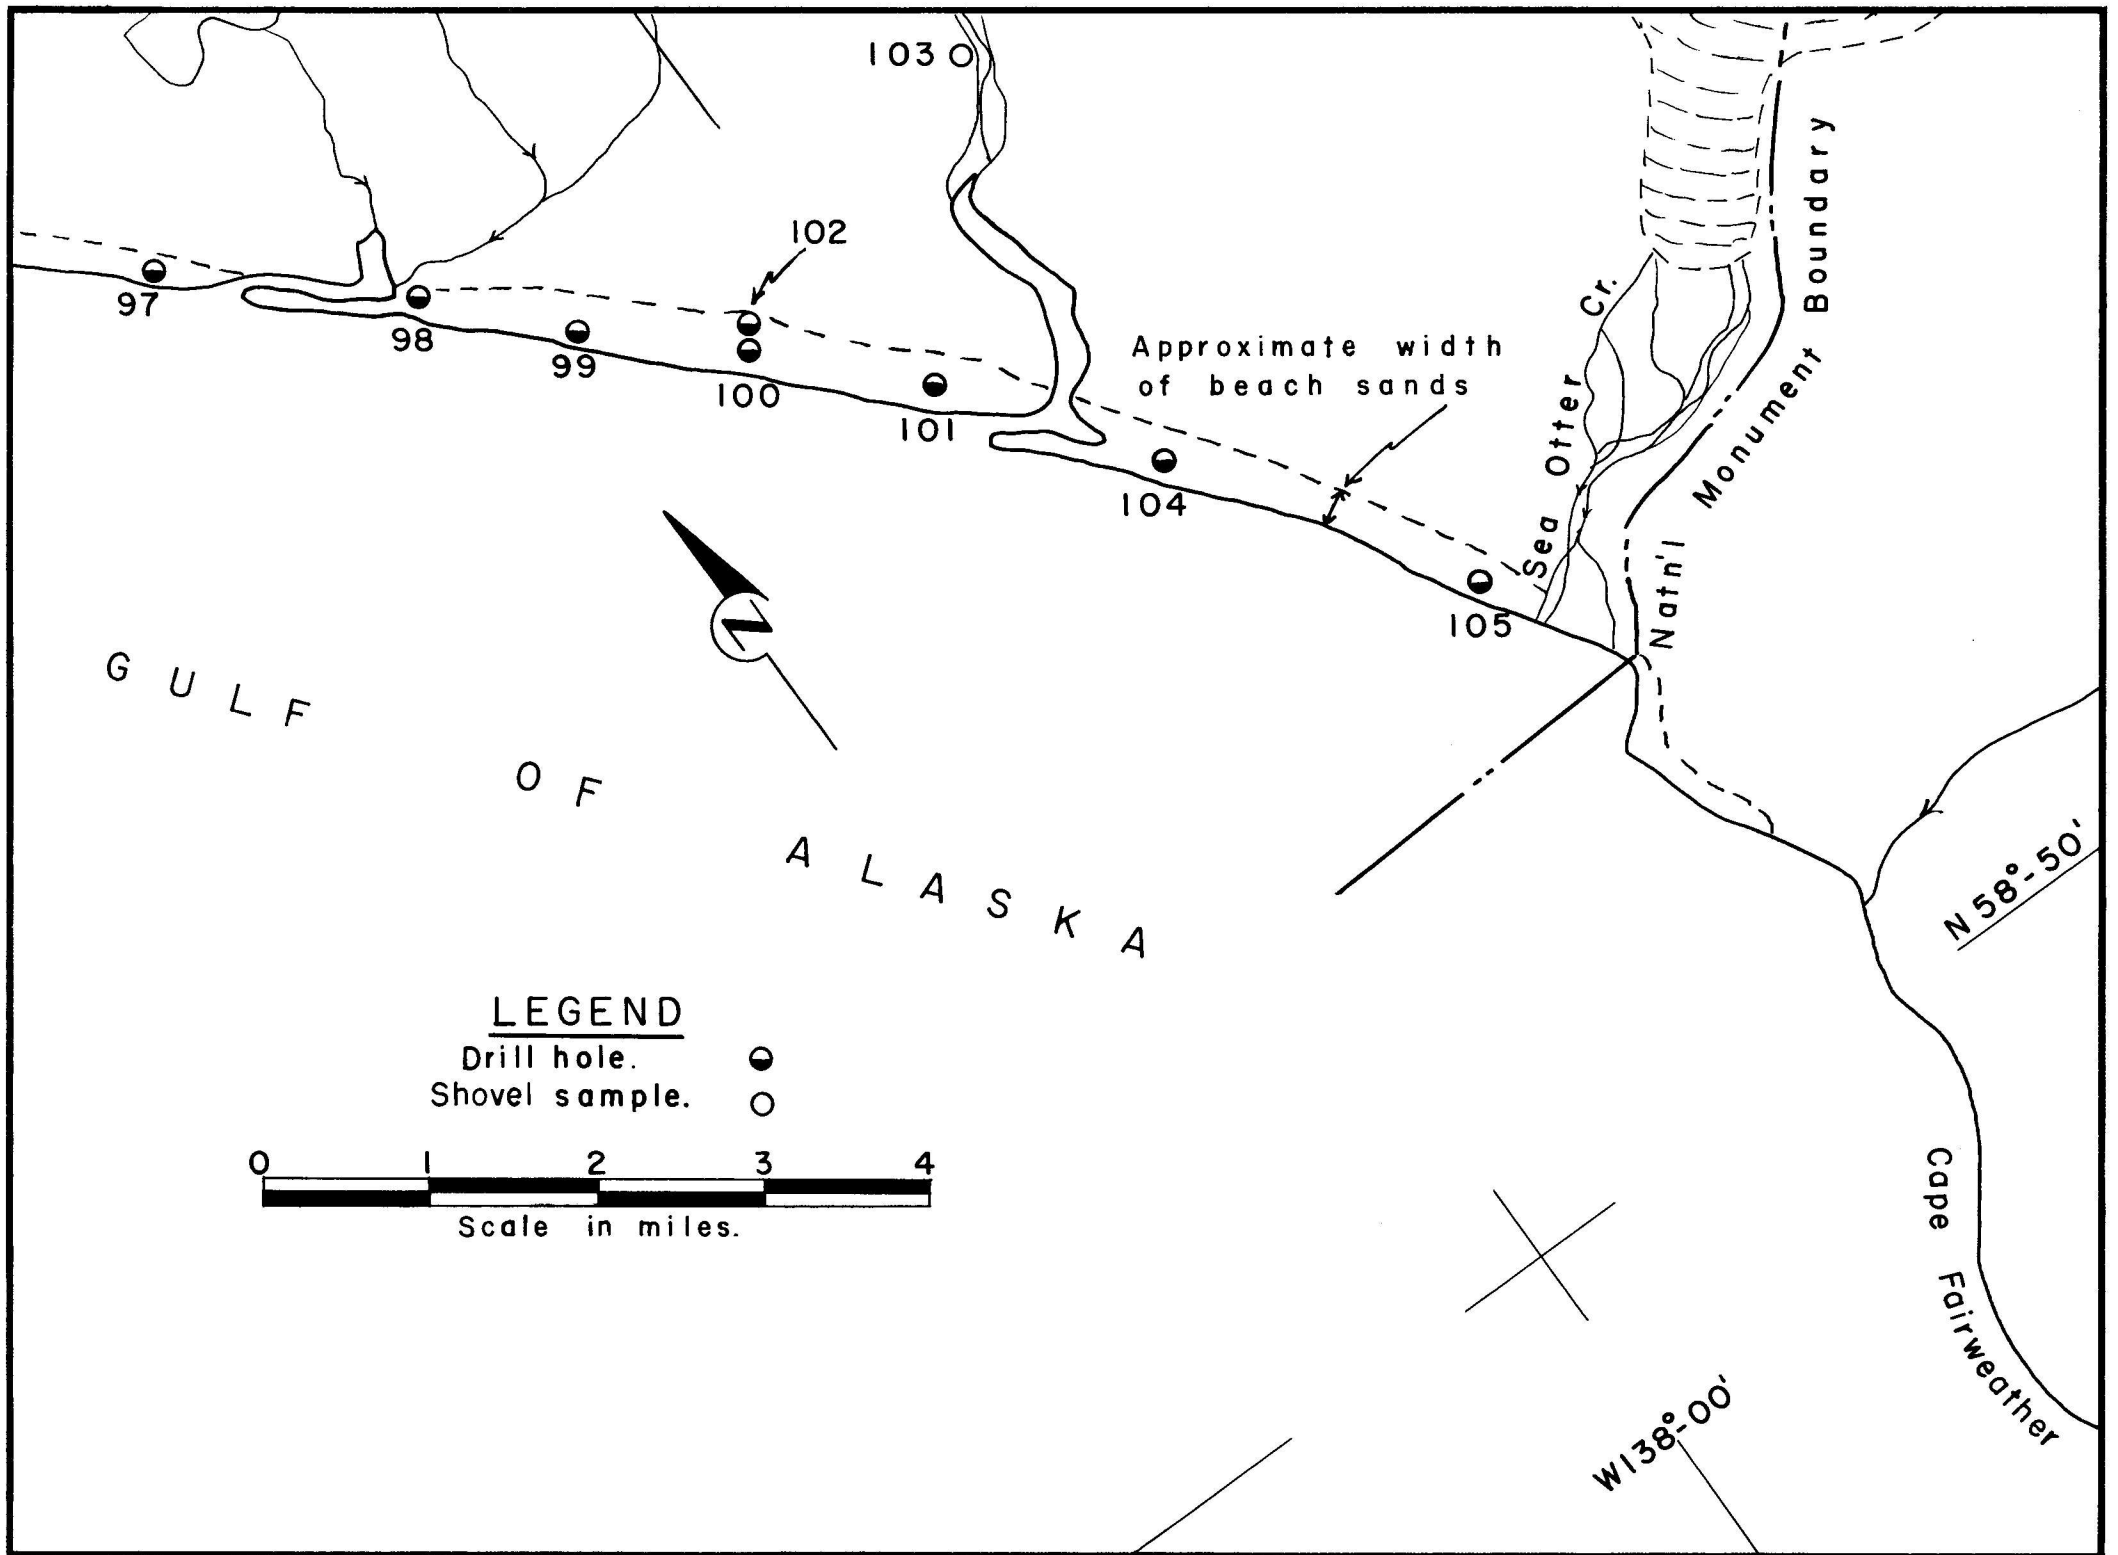 103
102
97
98
99
100
101
104
105
Approximate width
of beach sands
Sea Otter Cr.
Nat'n'l Monument Boundary
N
GULF OF ALASKA
N 58°-50'
LEGEND
Drill hole.
Shovel sample.
0 1 2 3 4
Scale in miles.
Cape Fairweather
W138°-00'